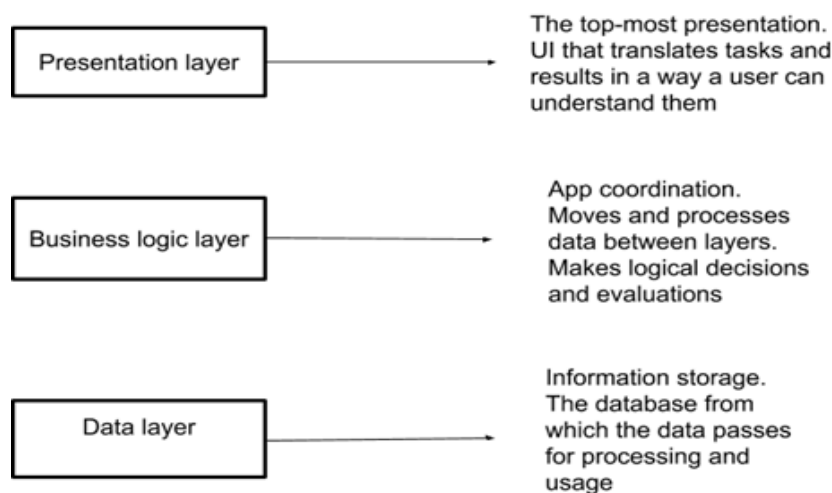 Presentation layer
The top-most presentation.
UI that translates tasks and
results in a way a user can
understand them
Business logic layer
App coordination.
Moves and processes
data between layers.
Makes logical decisions
and evaluations
Data layer
Information storage.
The database from
which the data passes
for processing and
usage